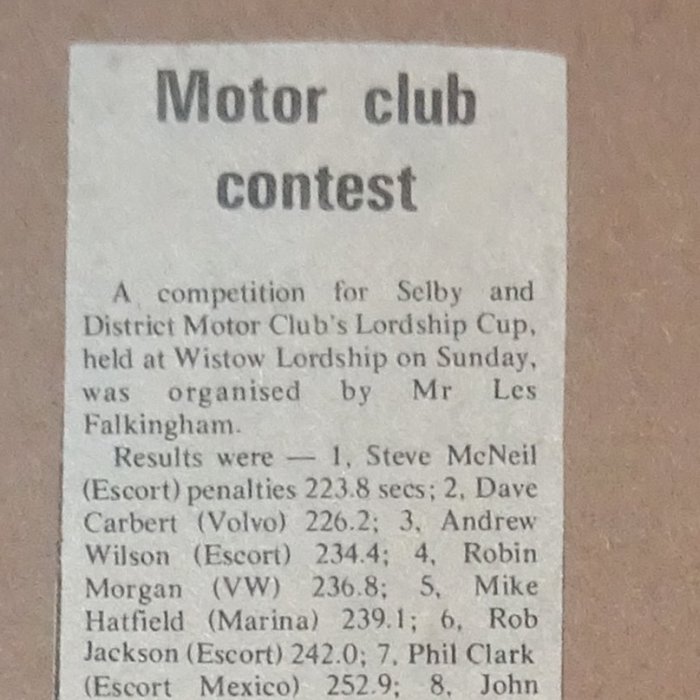 Motor club
contest
A competition for Selby and
District Motor Club's Lordship Cup,
held at Wistow Lordship on Sunday,
was organised by Mr Les
Falkingham.
Results were — 1, Steve McNeil
(Escort) penalties 223.8 secs; 2, Dave
Carbert (Volvo) 226.2; 3, Andrew
Wilson (Escort) 234.4; 4, Robin
Morgan (VW) 236.8; 5, Mike
Hatfield (Marina) 239.1; 6, Rob
Jackson (Escort) 242.0; 7, Phil Clark
(Escort Mexico) 252.9; 8, John